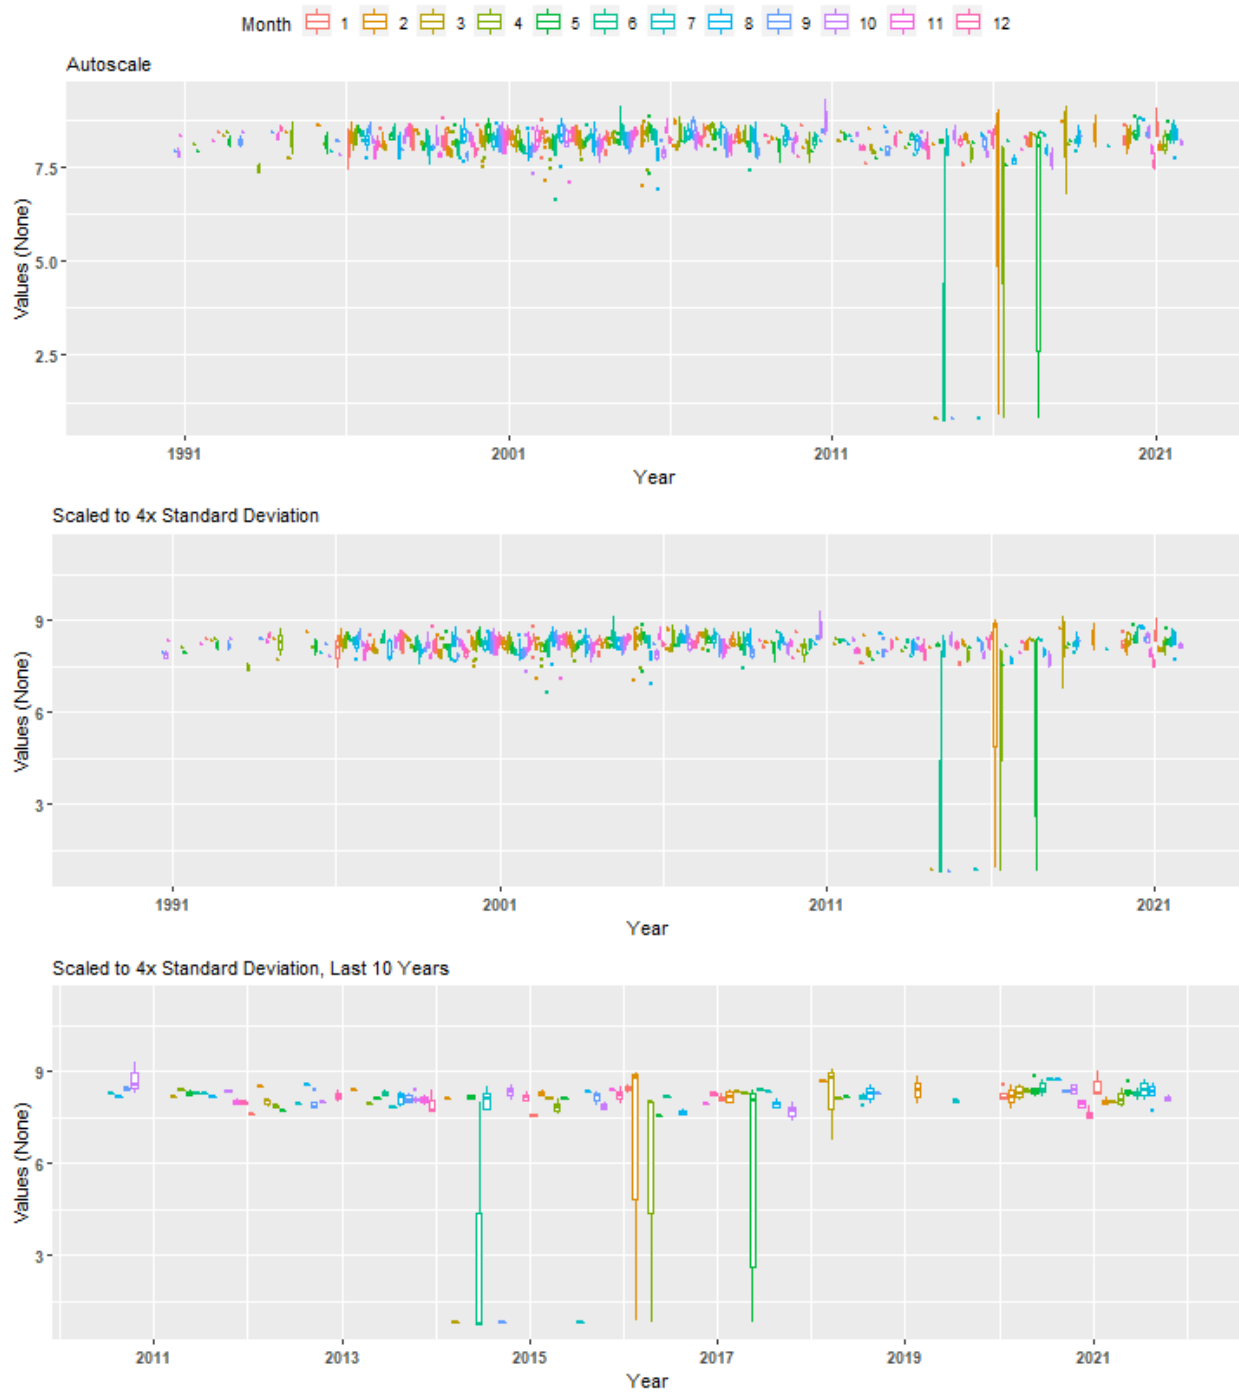 Month 1 2 3 4 5 6 7 8 9 10 11 12
Autoscale
Values (None)
7.5
5.0
2.5
1991 2001 2011 2021
Year
Scaled to 4x Standard Deviation
Values (None)
9
6
3
1991 2001 2011 2021
Year
Scaled to 4x Standard Deviation, Last 10 Years
Values (None)
9
6
3
2011 2013 2015 2017 2019 2021
Year